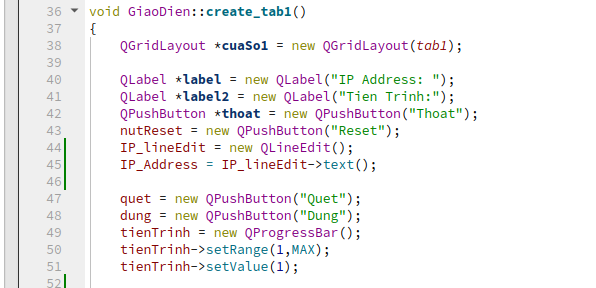 36 void GiaoDien::create_tab1()
37 {
38 QGridLayout *cuaSo1 = new QGridLayout(tab1);
39
40 QLabel *label = new QLabel("IP Address: ");
41 QLabel *label2 = new QLabel("Tien Trinh:");
42 QPushButton *thoat = new QPushButton("Thoat");
43 nutReset = new QPushButton("Reset");
44 IP_lineEdit = new QLineEdit();
45 IP_Address = IP_lineEdit->text();
46
47 quet = new QPushButton("Quet");
48 dung = new QPushButton("Dung");
49 tienTrinh = new QProgressBar();
50 tienTrinh->setRange(1,MAX);
51 tienTrinh->setValue(1);
52